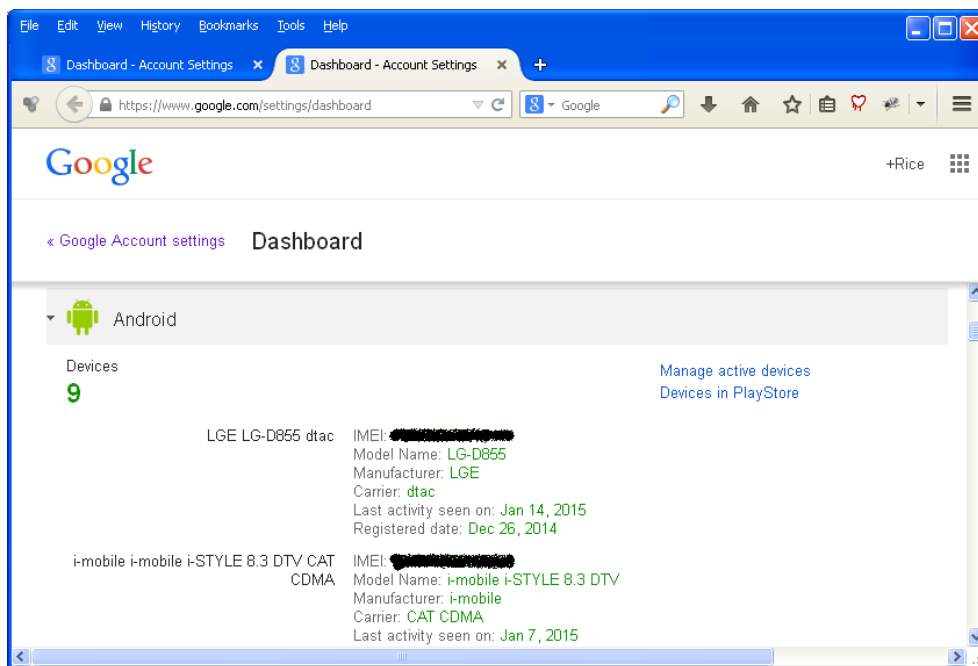 File Edit View History Bookmarks Tools Help
Dashboard - Account Settings Dashboard - Account Settings
https://www.google.com/settings/dashboard Google
Google +Rice
« Google Account settings Dashboard
Android
Devices
9
Manage active devices
Devices in PlayStore
LGE LG-D855 dtac
IMEI:
Model Name: LG-D855
Manufacturer: LGE
Carrier: dtac
Last activity seen on: Jan 14, 2015
Registered date: Dec 26, 2014
i-mobile i-mobile i-STYLE 8.3 DTV CAT
CDMA
IMEI:
Model Name: i-mobile i-STYLE 8.3 DTV
Manufacturer: i-mobile
Carrier: CAT CDMA
Last activity seen on: Jan 7, 2015